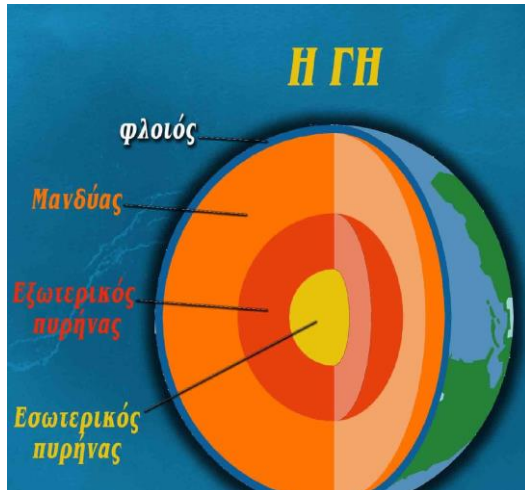 Η ΓΗ
φλοιός
Μανδύας
Εξωτερικός
πυρήνας
Εσωτερικός
πυρήνας